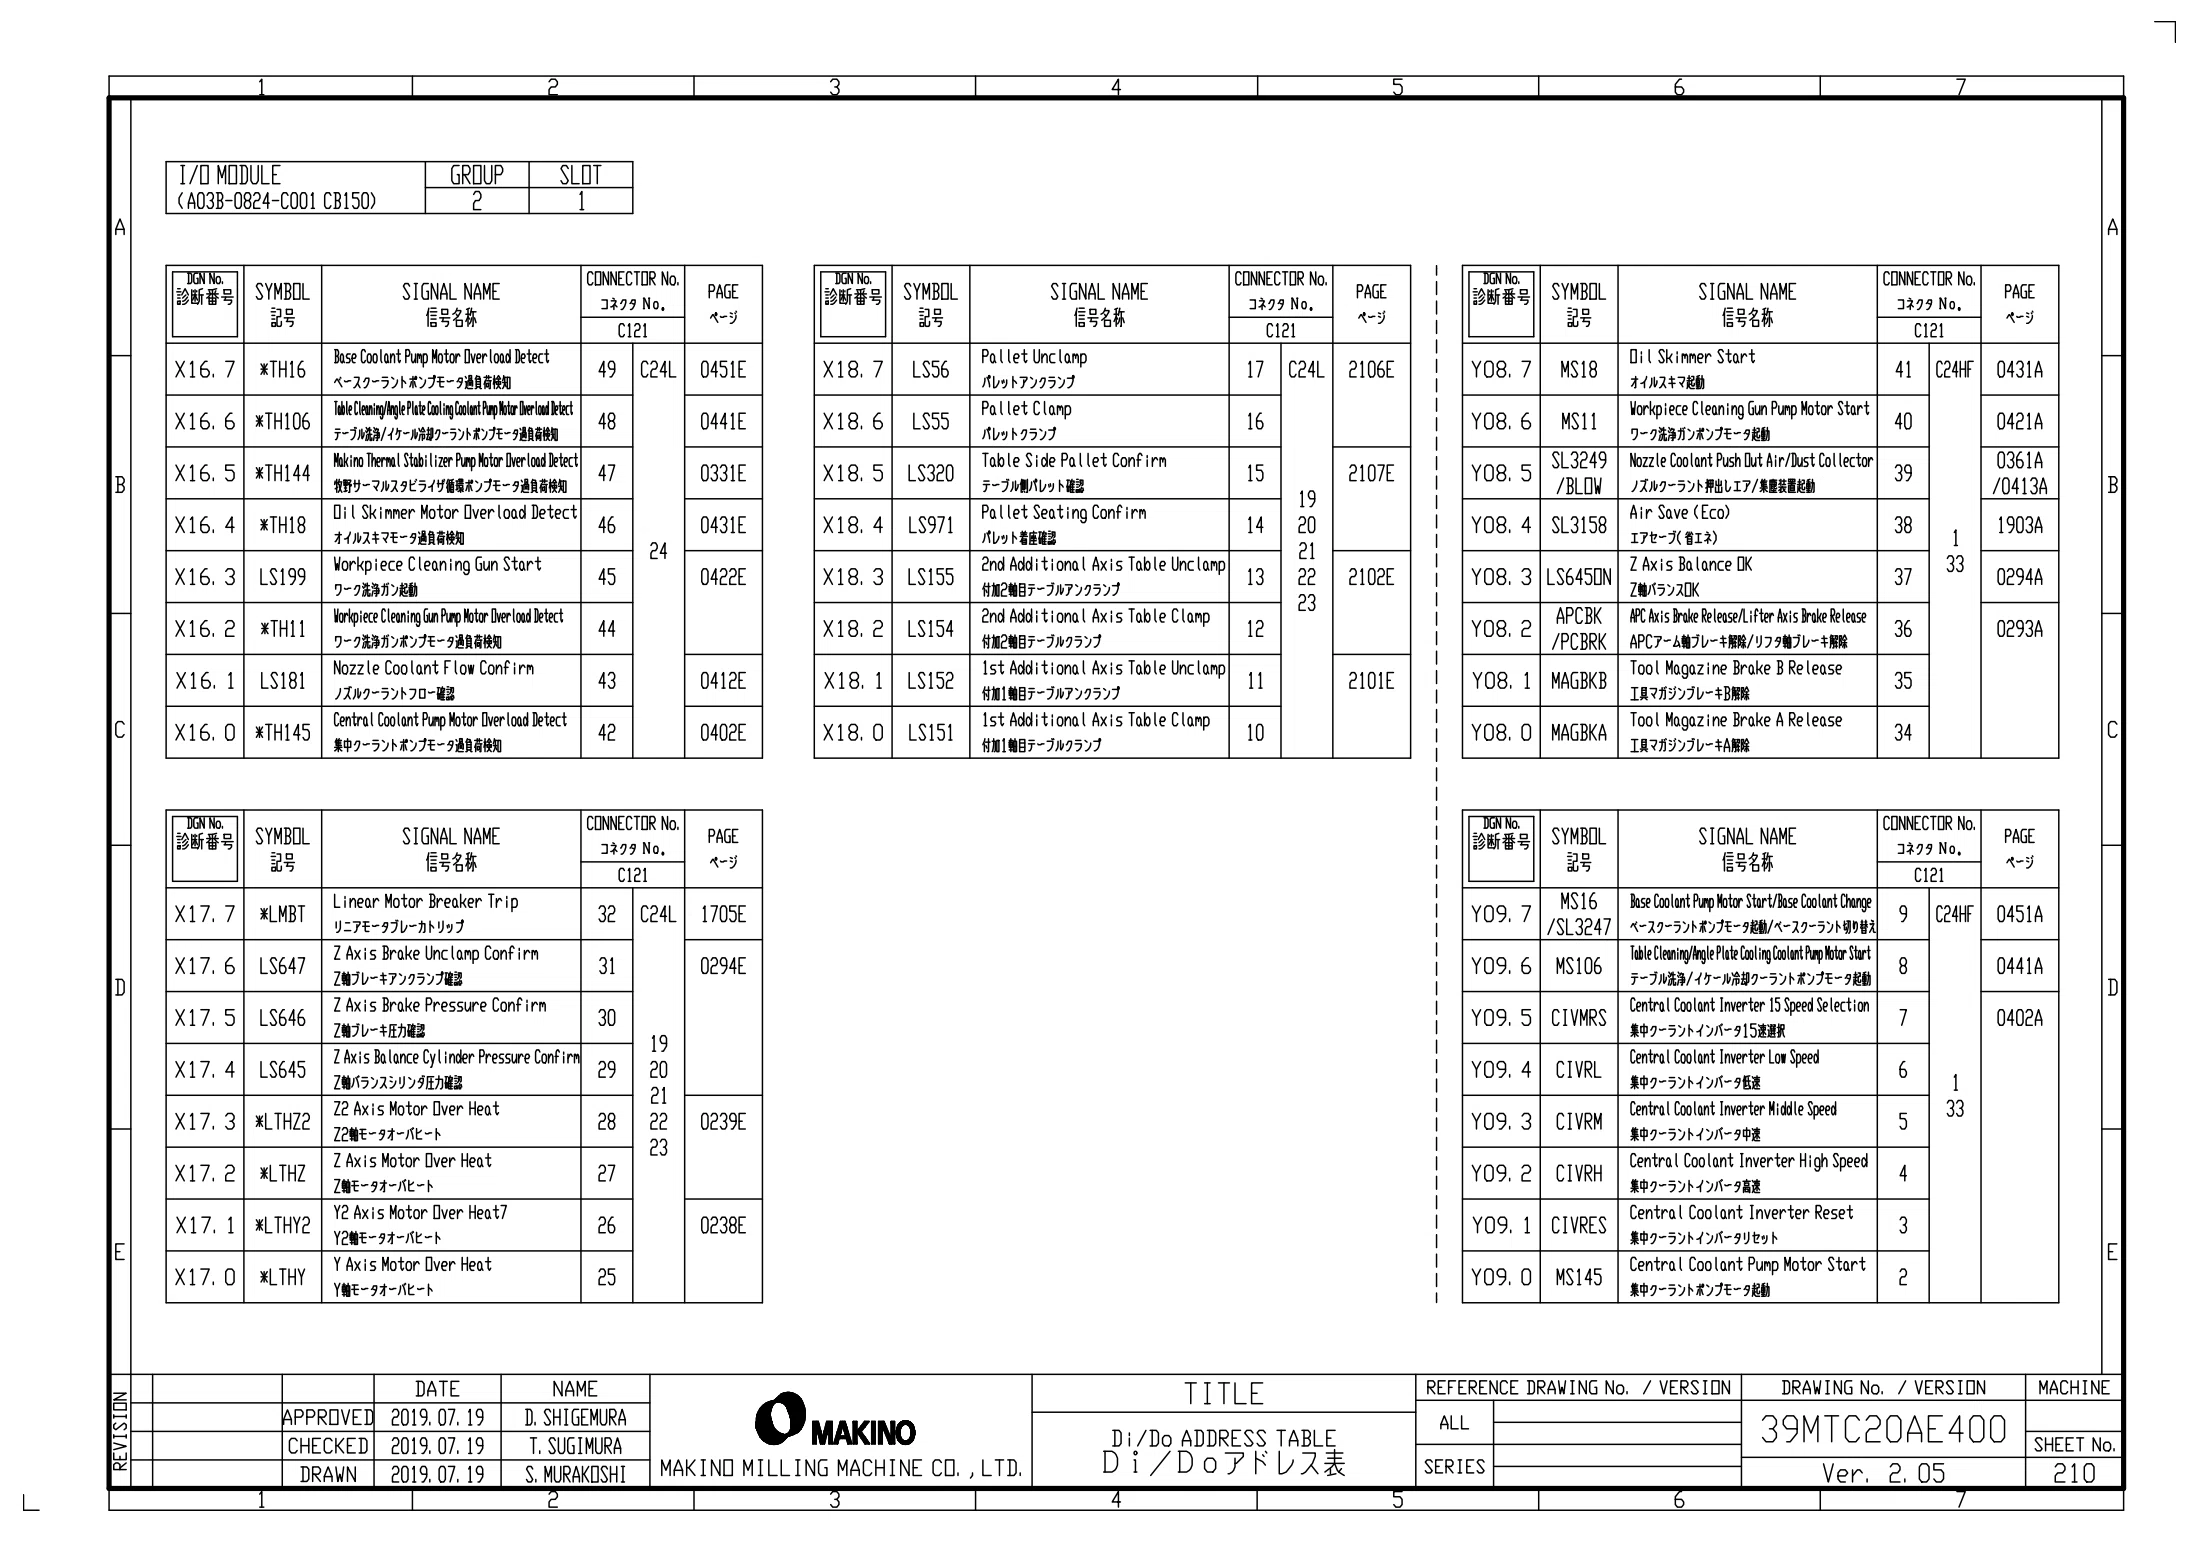 1 2 3 4 5 6 7
A
B
C
D
E
A
B
C
D
E
I/O MODULE GROUP SLOT
(A03B-0824-C001 CB150) 2 1
DGN No. 診断番号 SYMBOL 記号 SIGNAL NAME 信号名称 CONNECTOR No. コネクタ No. C121 PAGE ページ
X16.7 *TH16 Base Coolant Pump Motor Overload Detect 49 C24L 0451E
ベースクーラントポンプモータ過負荷検知
X16.6 *TH106 Table Cleaning/Angle Plate Cooling Coolant Pump Motor Overload Detect 48 0441E
テーブル洗浄/イケール冷却クーラントポンプモータ過負荷検知
X16.5 *TH144 Makino Thermal Stabilizer Pump Motor Overload Detect 47 0331E
牧野サーマルスタビライザ循環ポンプモータ過負荷検知
X16.4 *TH18 Oil Skimmer Motor Overload Detect 46 0431E
オイルスキマモータ過負荷検知
24
X16.3 LS199 Workpiece Cleaning Gun Start 45 0422E
ワーク洗浄ガン起動
X16.2 *TH11 Workpiece Cleaning Gun Pump Motor Overload Detect 44
ワーク洗浄ガンポンプモータ過負荷検知
X16.1 LS181 Nozzle Coolant Flow Confirm 43 0412E
ノズルクーラントフロー確認
X16.0 *TH145 Central Coolant Pump Motor Overload Detect 42 0402E
集中クーラントポンプモータ過負荷検知
DGN No. 診断番号 SYMBOL 記号 SIGNAL NAME 信号名称 CONNECTOR No. コネクタ No. C121 PAGE ページ
X17.7 *LMBT Linear Motor Breaker Trip 32 C24L 1705E
リニアモータブレーカトリップ
X17.6 LS647 Z Axis Brake Unclamp Confirm 31 0294E
Z軸ブレーキアンクランプ確認
X17.5 LS646 Z Axis Brake Pressure Confirm 30
Z軸ブレーキ圧力確認
X17.4 LS645 Z Axis Balance Cylinder Pressure Confirm 29
Z軸バランスシリンダ圧力確認
19
20
21
22
23
X17.3 *LTHZ2 Z2 Axis Motor Over Heat 28 0239E
Z2軸モータオーバヒート
X17.2 *LTHZ Z Axis Motor Over Heat 27
Z軸モータオーバヒート
X17.1 *LTHY2 Y2 Axis Motor Over Heat7 26 0238E
Y2軸モータオーバヒート
X17.0 *LTHY Y Axis Motor Over Heat 25
Y軸モータオーバヒート
DGN No. 診断番号 SYMBOL 記号 SIGNAL NAME 信号名称 CONNECTOR No. コネクタ No. C121 PAGE ページ
X18.7 LS56 Pallet Unclamp 17 C24L 2106E
パレットアンクランプ
X18.6 LS55 Pallet Clamp 16
パレットクランプ
X18.5 LS320 Table Side Pallet Confirm 15 2107E
テーブル側パレット確認
X18.4 LS971 Pallet Seating Confirm 14
パレット着座確認
19
20
21
22
23
X18.3 LS155 2nd Additional Axis Table Unclamp 13 2102E
付加2軸目テーブルアンクランプ
X18.2 LS154 2nd Additional Axis Table Clamp 12
付加2軸目テーブルクランプ
X18.1 LS152 1st Additional Axis Table Unclamp 11 2101E
付加1軸目テーブルアンクランプ
X18.0 LS151 1st Additional Axis Table Clamp 10
付加1軸目テーブルクランプ
DGN No. 診断番号 SYMBOL 記号 SIGNAL NAME 信号名称 CONNECTOR No. コネクタ No. C121 PAGE ページ
Y08.7 MS18 Oil Skimmer Start 41 C24HF 0431A
オイルスキマ起動
Y08.6 MS11 Workpiece Cleaning Gun Pump Motor Start 40 0421A
ワーク洗浄ガンポンプモータ起動
Y08.5 SL3249 /BLOW Nozzle Coolant Push Out Air/Dust Collector 39 0361A /0413A
ノズルクーラント押出しエア/集塵装置起動
Y08.4 SL3158 Air Save (Eco) 38 1903A
エアセーブ(省エネ)
1
33
Y08.3 LS645ON Z Axis Balance OK 37 0294A
Z軸バランスOK
Y08.2 APCBK /PCBRK APC Axis Brake Release/Lifter Axis Brake Release 36 0293A
APCアーム軸ブレーキ解除/リフタ軸ブレーキ解除
Y08.1 MAGBKB Tool Magazine Brake B Release 35
工具マガジンブレーキB解除
Y08.0 MAGBKA Tool Magazine Brake A Release 34
工具マガジンブレーキA解除
DGN No. 診断番号 SYMBOL 記号 SIGNAL NAME 信号名称 CONNECTOR No. コネクタ No. C121 PAGE ページ
Y09.7 MS16 /SL3247 Base Coolant Pump Motor Start/Base Coolant Change 9 C24HF 0451A
ベースクーラントポンプモータ起動/ベースクーラント切り替え
Y09.6 MS106 Table Cleaning/Angle Plate Cooling Coolant Pump Motor Start 8 0441A
テーブル洗浄/イケール冷却クーラントポンプモータ起動
Y09.5 CIVMRS Central Coolant Inverter 15 Speed Selection 7 0402A
集中クーラントインバータ15速選択
Y09.4 CIVRL Central Coolant Inverter Low Speed 6
集中クーラントインバータ低速
1
33
Y09.3 CIVRM Central Coolant Inverter Middle Speed 5
集中クーラントインバータ中速
Y09.2 CIVRH Central Coolant Inverter High Speed 4
集中クーラントインバータ高速
Y09.1 CIVRES Central Coolant Inverter Reset 3
集中クーラントインバータリセット
Y09.0 MS145 Central Coolant Pump Motor Start 2
集中クーラントポンプモータ起動
REVISION
DATE NAME
APPROVED 2019.07.19 D. SHIGEMURA
CHECKED 2019.07.19 T. SUGIMURA
DRAWN 2019.07.19 S. MURAKOSHI
MAKINO
MAKINO MILLING MACHINE CO.,LTD.
TITLE
Di/Do ADDRESS TABLE
Di/Doアドレス表
REFERENCE DRAWING No. / VERSION
ALL
SERIES
DRAWING No. / VERSION
39MTC20AE400
Ver. 2.05
MACHINE
SHEET No.
210
1 2 3 4 5 6 7